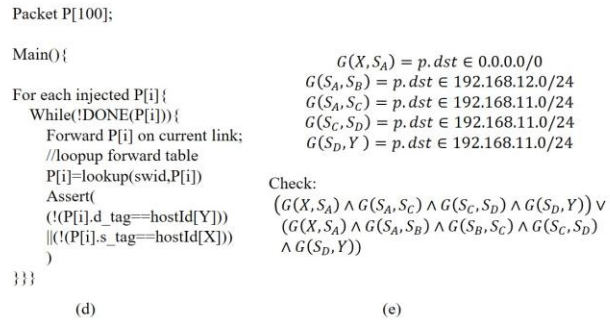 Packet P[100];
Main(){
For each injected P[i]{
While(!DONE(P[i])){
Forward P[i] on current link;
//loopup forward table
P[i]=lookup(swid,P[i])
Assert(
(!(P[i].d_tag==hostId[Y]))
||(!(P[i].s_tag==hostId[X]))
)
}}}
(d)
G(X,S_A) = p.dst ∈ 0.0.0.0/0
G(S_A,S_B) = p.dst ∈ 192.168.12.0/24
G(S_A,S_C) = p.dst ∈ 192.168.11.0/24
G(S_C,S_D) = p.dst ∈ 192.168.11.0/24
G(S_D,Y) = p.dst ∈ 192.168.11.0/24
Check:
(G(X,S_A) ∧ G(S_A,S_C) ∧ G(S_C,S_D) ∧ G(S_D,Y)) ∨
(G(X,S_A) ∧ G(S_A,S_B) ∧ G(S_B,S_C) ∧ G(S_C,S_D)
∧ G(S_D,Y))
(e)